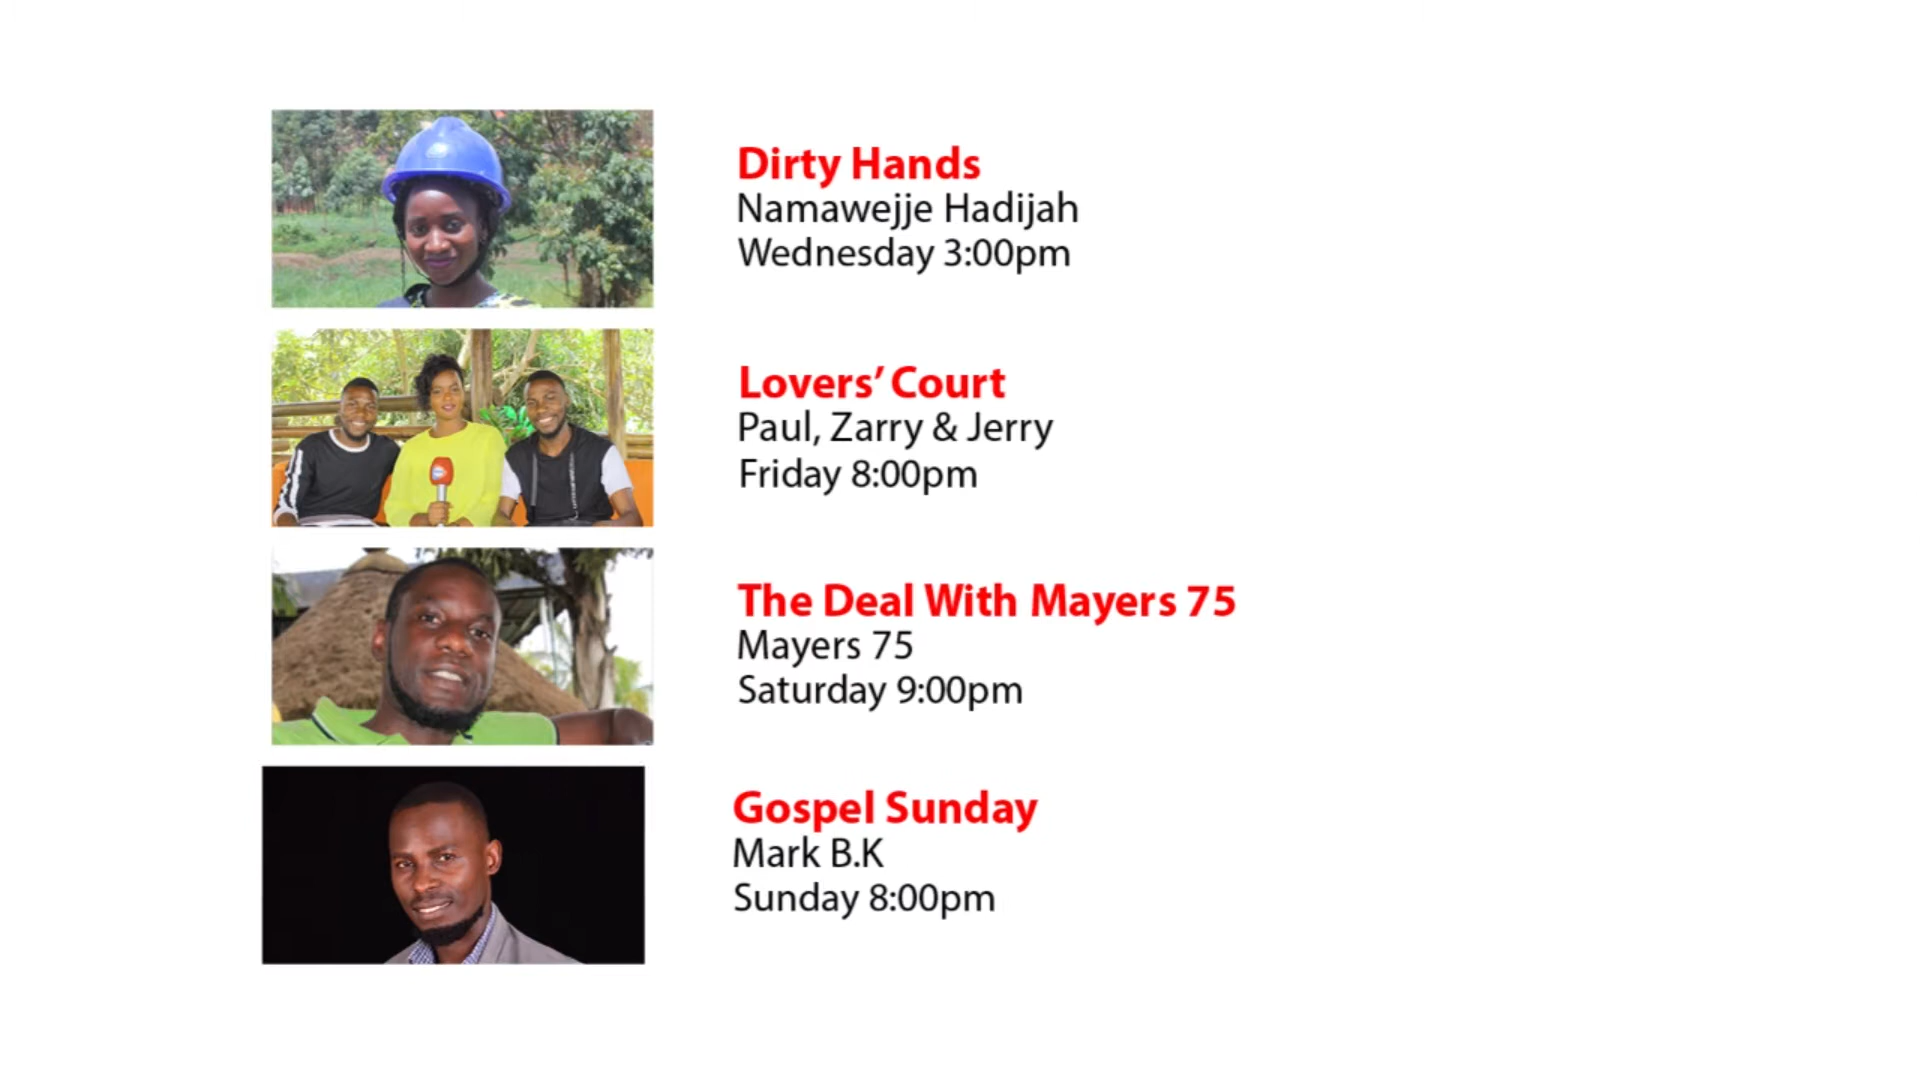 Dirty Hands
Namawejje Hadijah
Wednesday 3:00pm
Lovers’ Court
Paul, Zarry & Jerry
Friday 8:00pm
The Deal With Mayers 75
Mayers 75
Saturday 9:00pm
Gospel Sunday
Mark B.K
Sunday 8:00pm